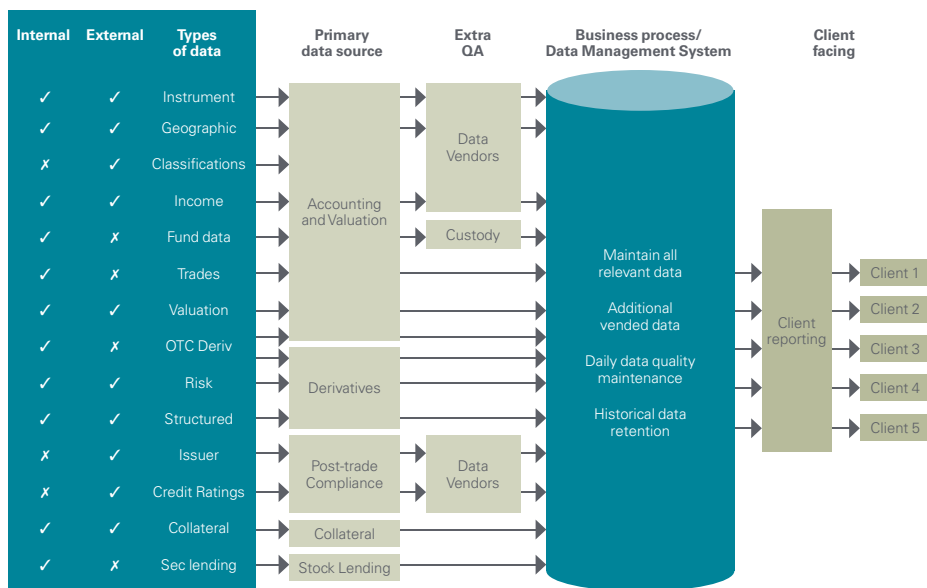 Internal External Types of data
Primary data source
Extra QA
Business process/
Data Management System
Client facing
✓ ✓ Instrument
✓ ✓ Geographic
✗ ✓ Classifications
✓ ✓ Income
✓ ✗ Fund data
✓ ✗ Trades
✓ ✓ Valuation
✓ ✗ OTC Deriv
✓ ✓ Risk
✓ ✓ Structured
✗ ✓ Issuer
✗ ✓ Credit Ratings
✓ ✓ Collateral
✓ ✗ Sec lending
Accounting
and Valuation
Derivatives
Post-trade
Compliance
Collateral
Stock Lending
Data
Vendors
Custody
Data
Vendors
Maintain all
relevant data
Additional
vended data
Daily data quality
maintenance
Historical data
retention
Client
reporting
Client 1
Client 2
Client 3
Client 4
Client 5